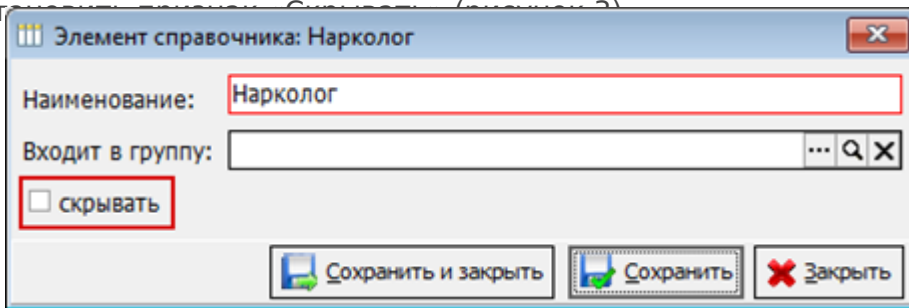 Элемент справочника: Нарколог
Наименование: Нарколог
Входит в группу:
скрывать
Сохранить и закрыть Сохранить Закрыть